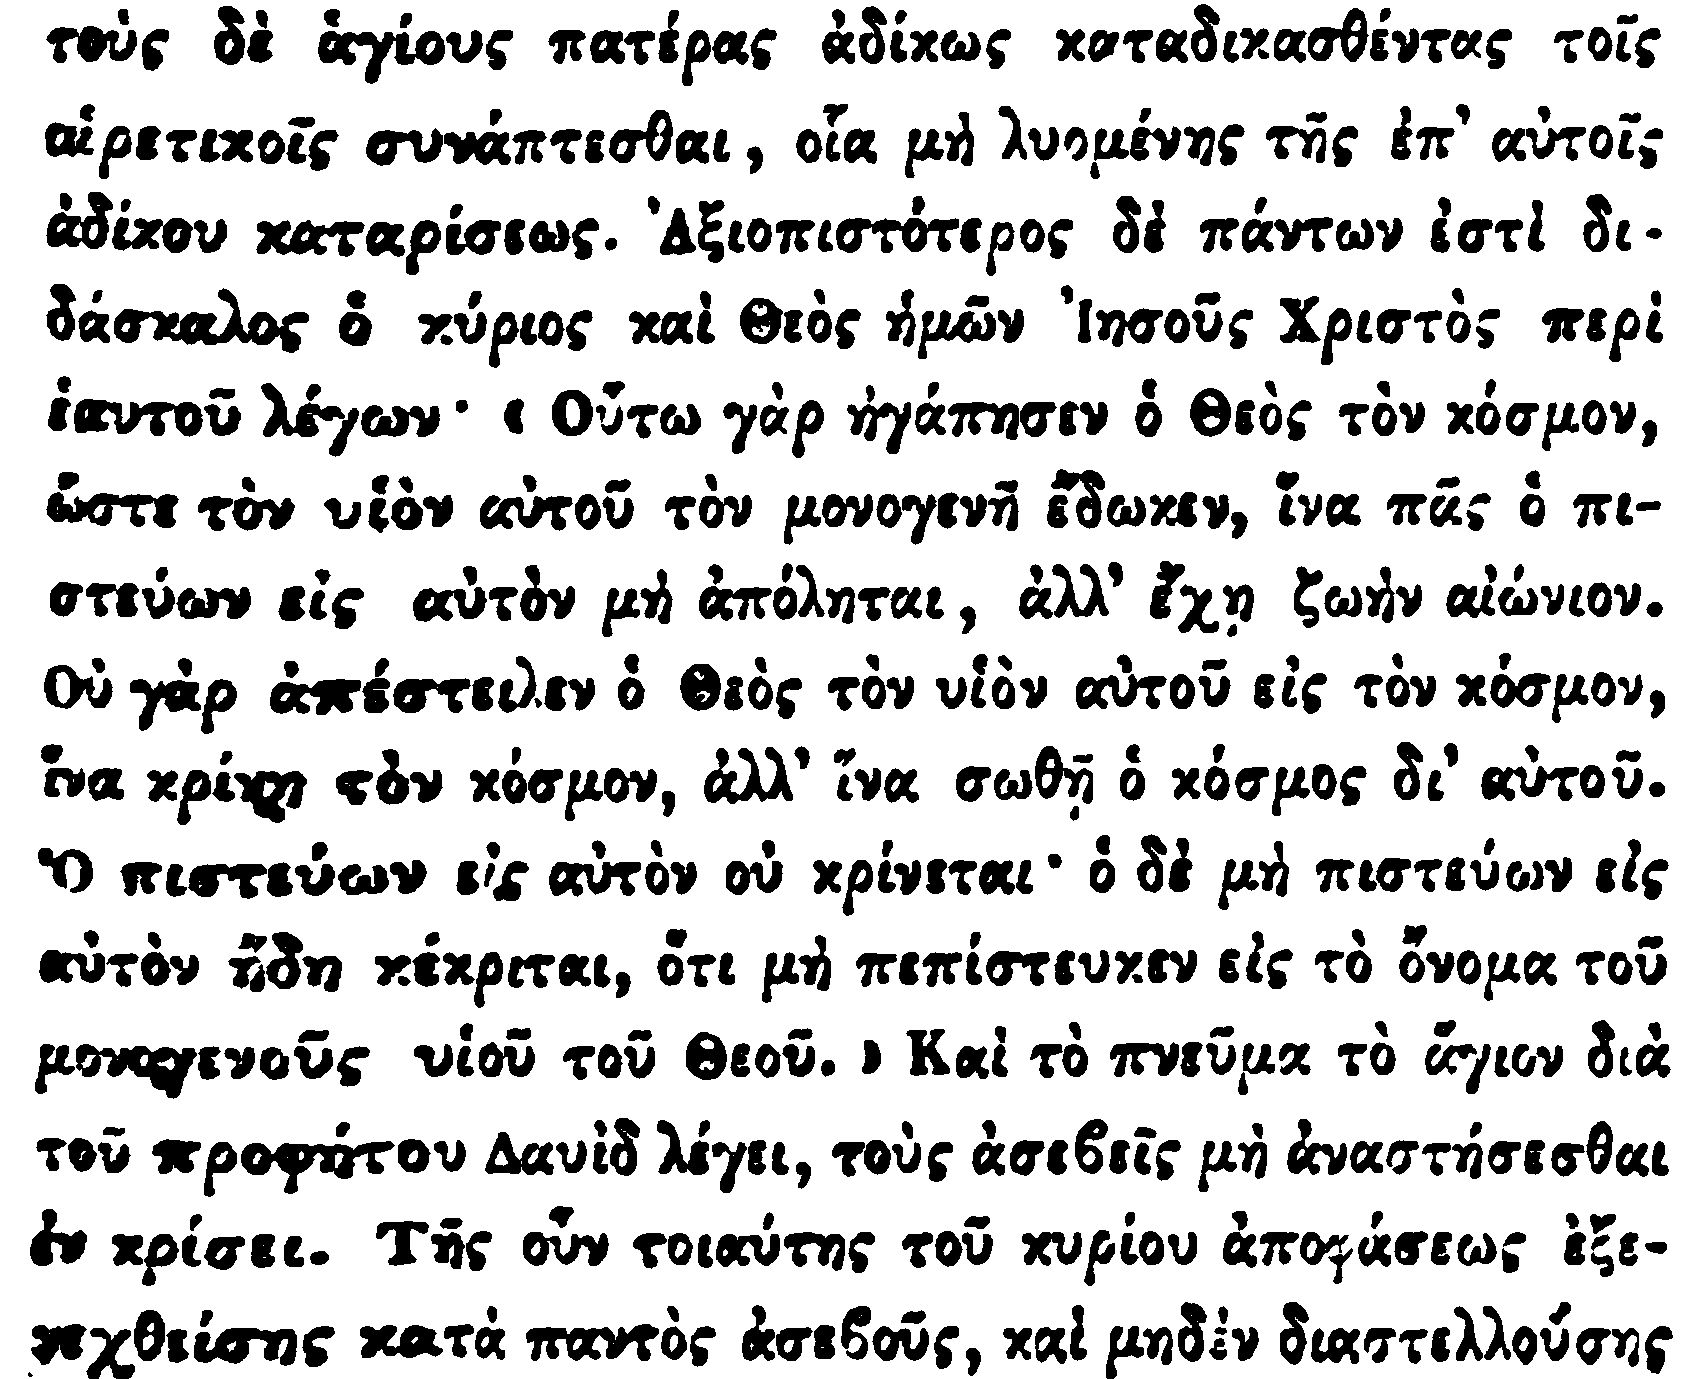 τοὺς δὲ ἁγίους πατέρας ἀδίκως καταδικασθέντας τοῖς
αἱρετικοῖς συνάπτεσθαι, οἷα μὴ λυομένης τῆς ἐπ' αὐτοῖς
ἀδίκου καταρίσεως. Ἀξιοπιστότερος δὲ πάντων ἐστὶ δι-
δάσκαλος ὁ κύριος καὶ Θεὸς ἡμῶν Ἰησοῦς Χριστὸς περὶ
ἑαυτοῦ λέγων· ‹ Οὕτω γὰρ ἠγάπησεν ὁ Θεὸς τὸν κόσμον,
ὥστε τὸν υἱὸν αὐτοῦ τὸν μονογενῆ ἔδωκεν, ἵνα πᾶς ὁ πι-
στεύων εἰς αὐτὸν μὴ ἀπόληται, ἀλλ' ἔχῃ ζωὴν αἰώνιον.
Οὐ γὰρ ἀπέστειλεν ὁ Θεὸς τὸν υἱὸν αὐτοῦ εἰς τὸν κόσμον,
ἵνα κρίνῃ τὸν κόσμον, ἀλλ' ἵνα σωθῇ ὁ κόσμος δι' αὐτοῦ.
Ὁ πιστεύων εἰς αὐτὸν οὐ κρίνεται· ὁ δὲ μὴ πιστεύων εἰς
αὐτὸν ἤδη κέκριται, ὅτι μὴ πεπίστευκεν εἰς τὸ ὄνομα τοῦ
μονογενοῦς υἱοῦ τοῦ Θεοῦ. › Καὶ τὸ πνεῦμα τὸ ἅγιον διὰ
τοῦ προφήτου Δαυὶδ λέγει, τοὺς ἀσεβεῖς μὴ ἀναστήσεσθαι
ἐν κρίσει. Τῆς οὖν τοιαύτης τοῦ κυρίου ἀποφάσεως ἐξε-
νεχθείσης κατὰ παντὸς ἀσεβοῦς, καὶ μηδὲν διαστελλούσης